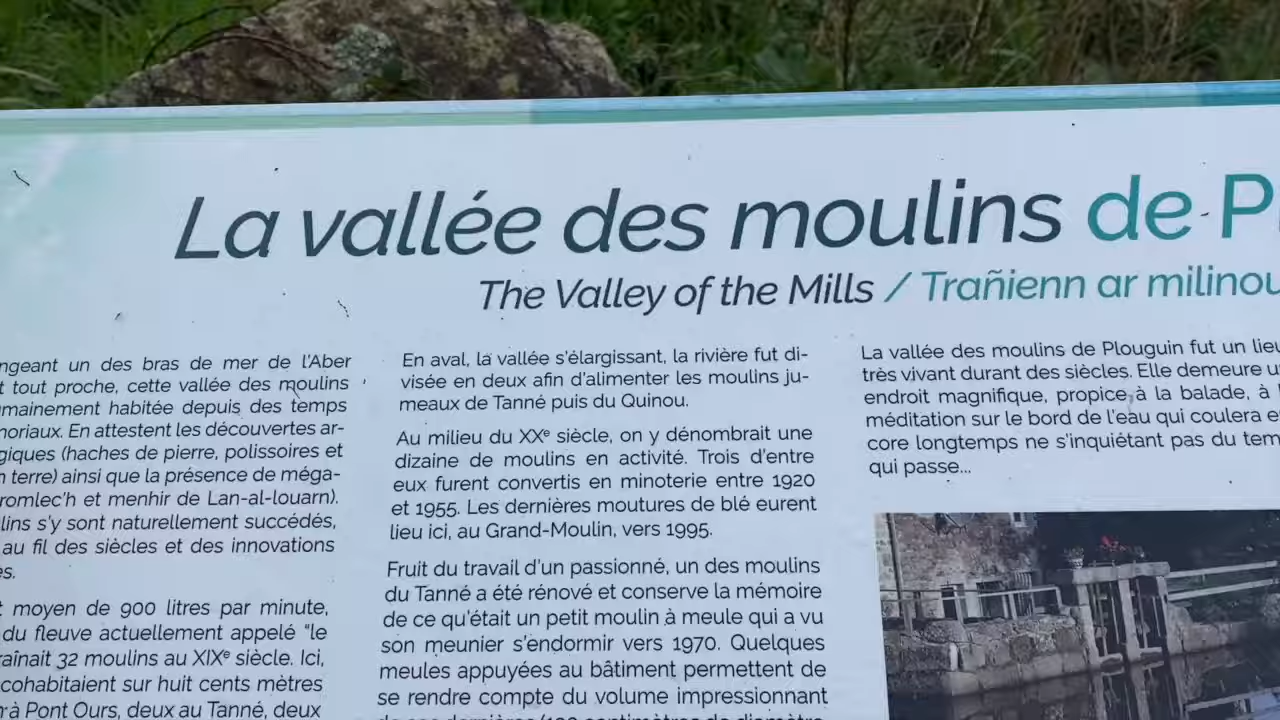 La vallée des moulins de
The Valley of the Mills / Trañienn ar
un des bras de mer de l'Aber
tout proche, cette vallée des moulins
habitée depuis des temps
En attestent les découvertes ar-
(haches de pierre, polissoires et
terre) ainsi que la présence de méga-
et menhir de Lan-al-louarn).
s'y sont naturellement succédés,
au fil des siècles et des innovations
moyen de 900 litres par minute,
du fleuve actuellement appelé "le
32 moulins au XIXe siècle. Ici,
cohabitaient sur huit cents mètres
à Pont Ours, deux au Tanné, deux
En aval, la vallée s'élargissant, la rivière fut di-
visée en deux afin d'alimenter les moulins ju-
meaux de Tanné puis du Quinou.
Au milieu du XXe siècle, on y dénombrait une
dizaine de moulins en activité. Trois d'entre
eux furent convertis en minoterie entre 1920
et 1955. Les dernières moutures de blé eurent
lieu ici, au Grand-Moulin, vers 1995.
Fruit du travail d'un passionné, un des moulins
du Tanné a été rénové et conserve la mémoire
de ce qu'était un petit moulin à meule qui a vu
son meunier s'endormir vers 1970. Quelques
meules appuyées au bâtiment permettent de
se rendre compte du volume impressionnant
La vallée des moulins de Plouguin fut un lieu
très vivant durant des siècles. Elle demeure
endroit magnifique, propice à la balade, à
méditation sur le bord de l'eau qui coulera
core longtemps ne s'inquiétant pas du
qui passe...